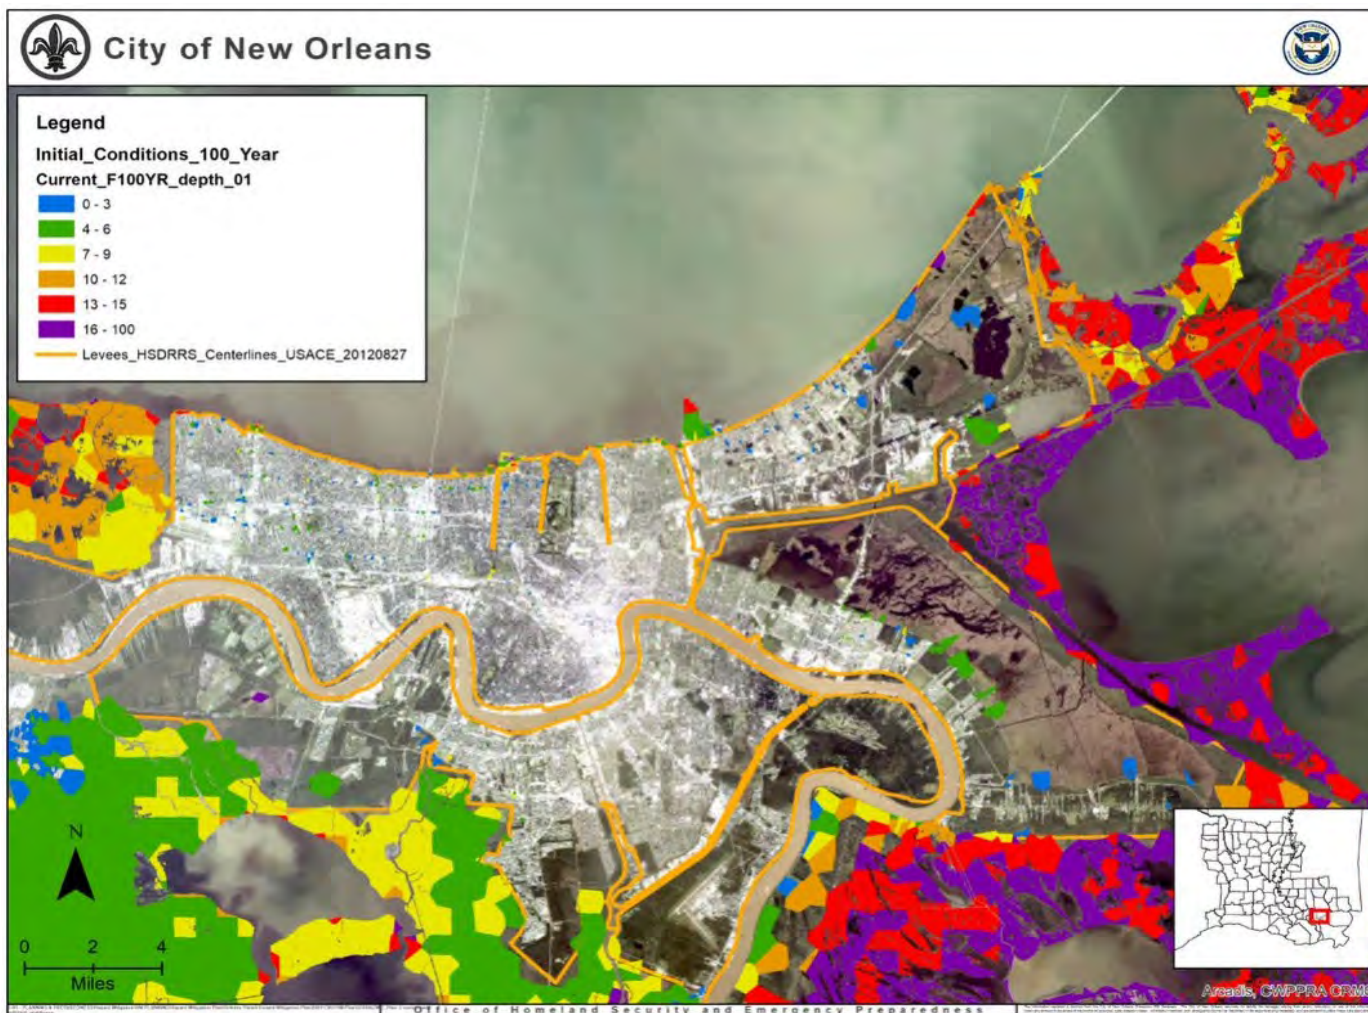 City of New Orleans
Legend
Initial_Conditions_100_Year
Current_F100YR_depth_01
0 - 3
4 - 6
7 - 9
10 - 12
13 - 15
16 - 100
Levees_HSDRRS_Centerlines_USACE_20120827
N
0 2 4
Miles
Arcadis, CWPPRA CRMS
Office of Homeland Security and Emergency Preparedness